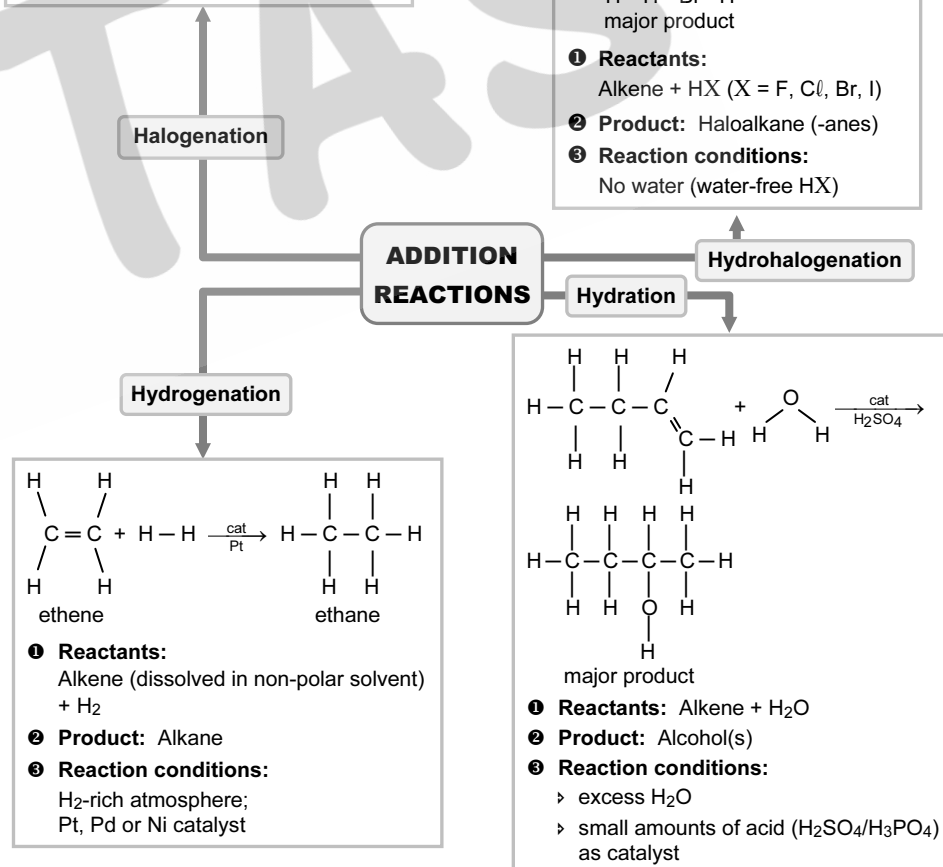 H H Br H
major product
❶ Reactants:
Alkene + HX (X = F, Cℓ, Br, I)
❷ Product: Haloalkane (-anes)
❸ Reaction conditions:
No water (water-free HX)
Halogenation
ADDITION
REACTIONS
Hydrohalogenation
Hydration
Hydrogenation
H H
C = C + H – H cat Pt → H – C – C – H
H H
H H
H H
ethene ethane
❶ Reactants:
Alkene (dissolved in non-polar solvent)
+ H₂
❷ Product: Alkane
❸ Reaction conditions:
H₂-rich atmosphere;
Pt, Pd or Ni catalyst
H H H
H – C – C – C + O cat H₂SO₄ →
C – H H H
H H
H
H H H H
H – C – C – C – C – H
H H O H
H
major product
❶ Reactants: Alkene + H₂O
❷ Product: Alcohol(s)
❸ Reaction conditions:
▹ excess H₂O
▹ small amounts of acid (H₂SO₄/H₃PO₄)
as catalyst
TAS